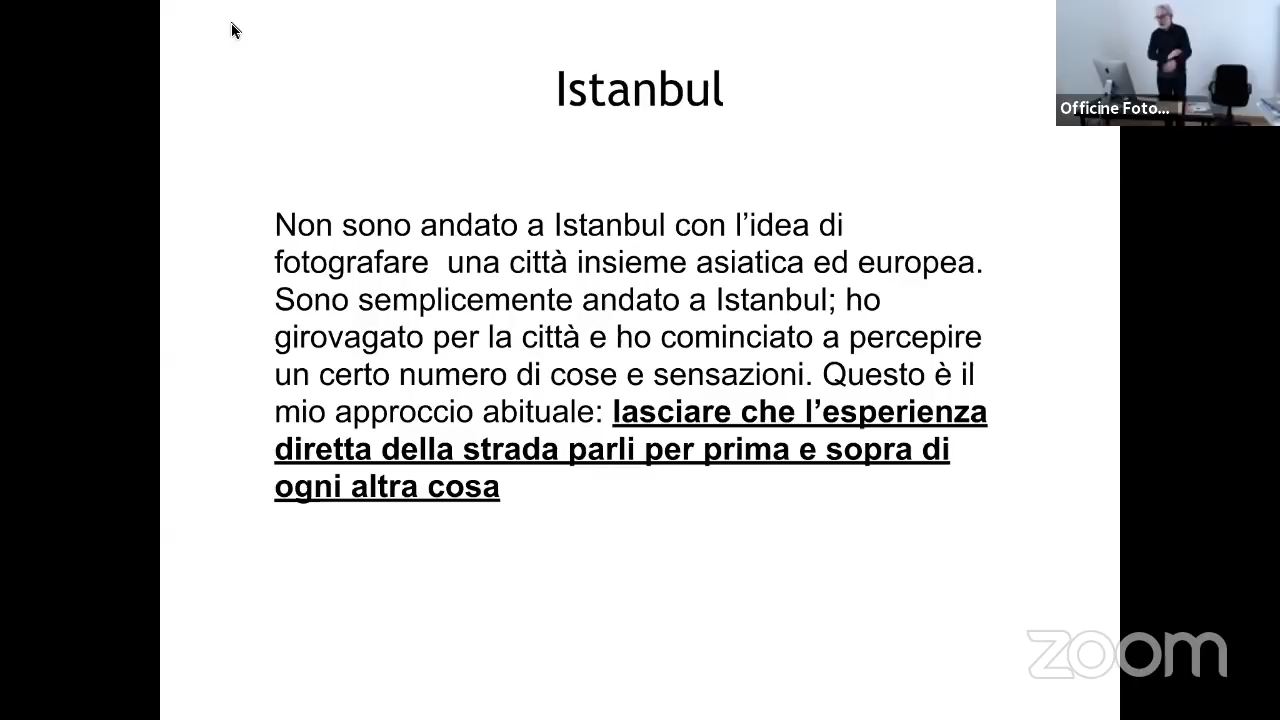 Istanbul
Officine Foto...
Non sono andato a Istanbul con l’idea di
fotografare  una città insieme asiatica ed europea.
Sono semplicemente andato a Istanbul; ho
girovagato per la città e ho cominciato a percepire
un certo numero di cose e sensazioni. Questo è il
mio approccio abituale: lasciare che l’esperienza
diretta della strada parli per prima e sopra di
ogni altra cosa
zoom